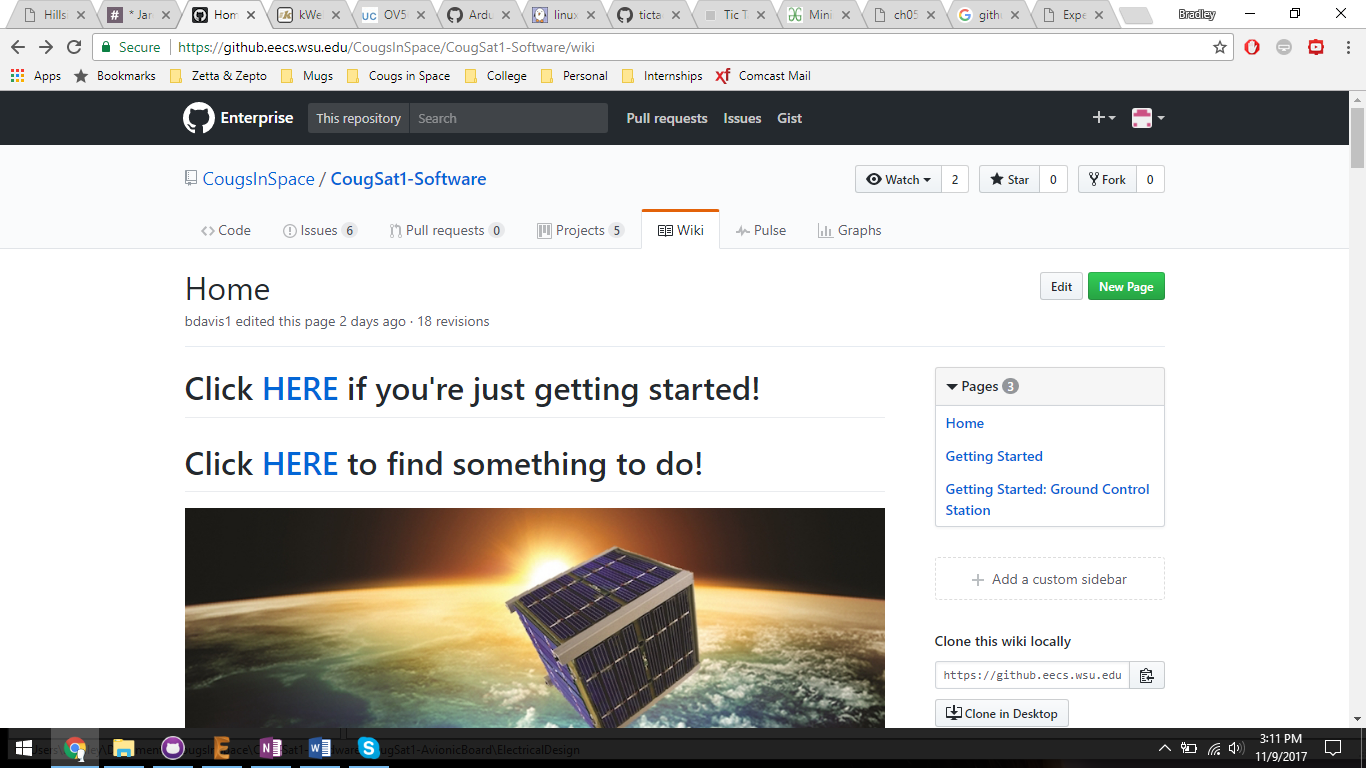 Hills
* Jar
Hom
kWe
OV5
Ardu
linux
ticta
Tic T
Mini
ch05
gith
Expe
Bradley
Secure
https://github.eecs.wsu.edu/CougsInSpace/CougSat1-Software/wiki
Apps
Bookmarks
Zetta & Zepto
Mugs
Cougs in Space
College
Personal
Internships
Comcast Mail
Enterprise
This repository
Search
Pull requests
Issues
Gist
CougsInSpace / CougSat1-Software
Watch 2
Star 0
Fork 0
Code
Issues 6
Pull requests 0
Projects 5
Wiki
Pulse
Graphs
Home
Edit
New Page
bdavis1 edited this page 2 days ago · 18 revisions
Click HERE if you're just getting started!
Click HERE to find something to do!
Pages 3
Home
Getting Started
Getting Started: Ground Control
Station
Add a custom sidebar
Clone this wiki locally
https://github.eecs.wsu.edu
Clone in Desktop
3:11 PM
11/9/2017